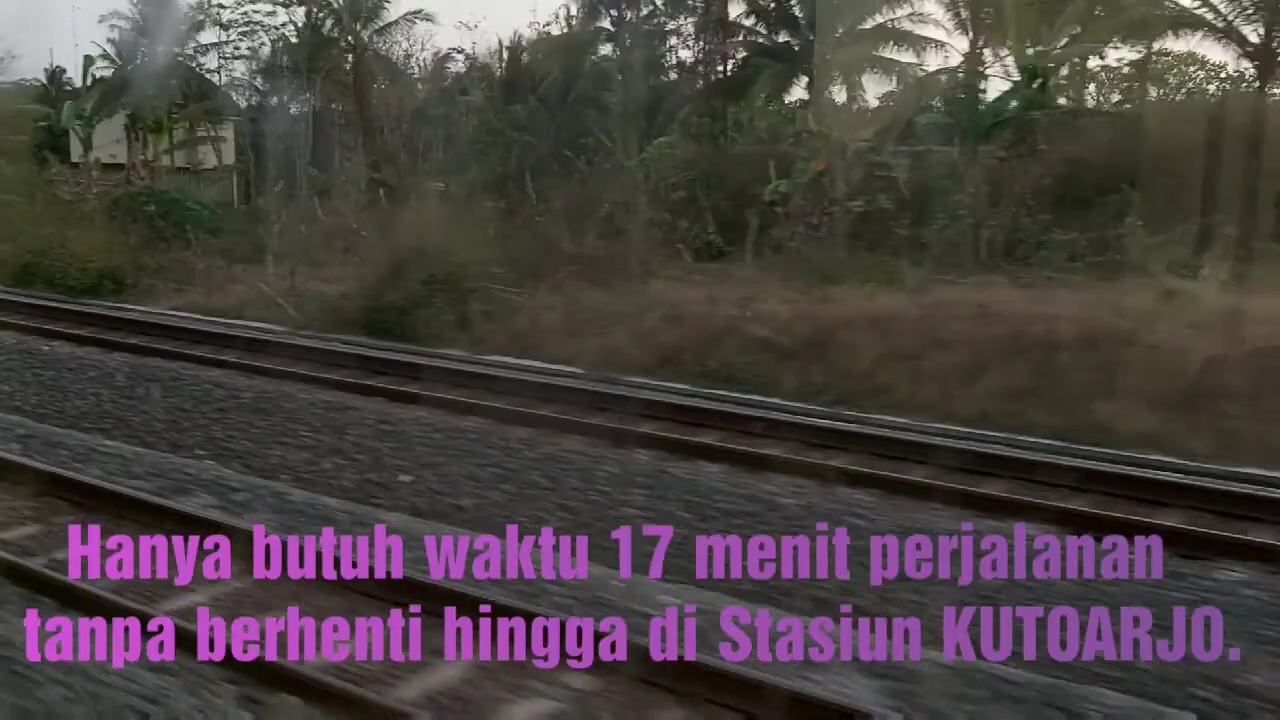 Hanya butuh waktu 17 menit perjalanan
tanpa berhenti hingga di Stasiun KUTOARJO.